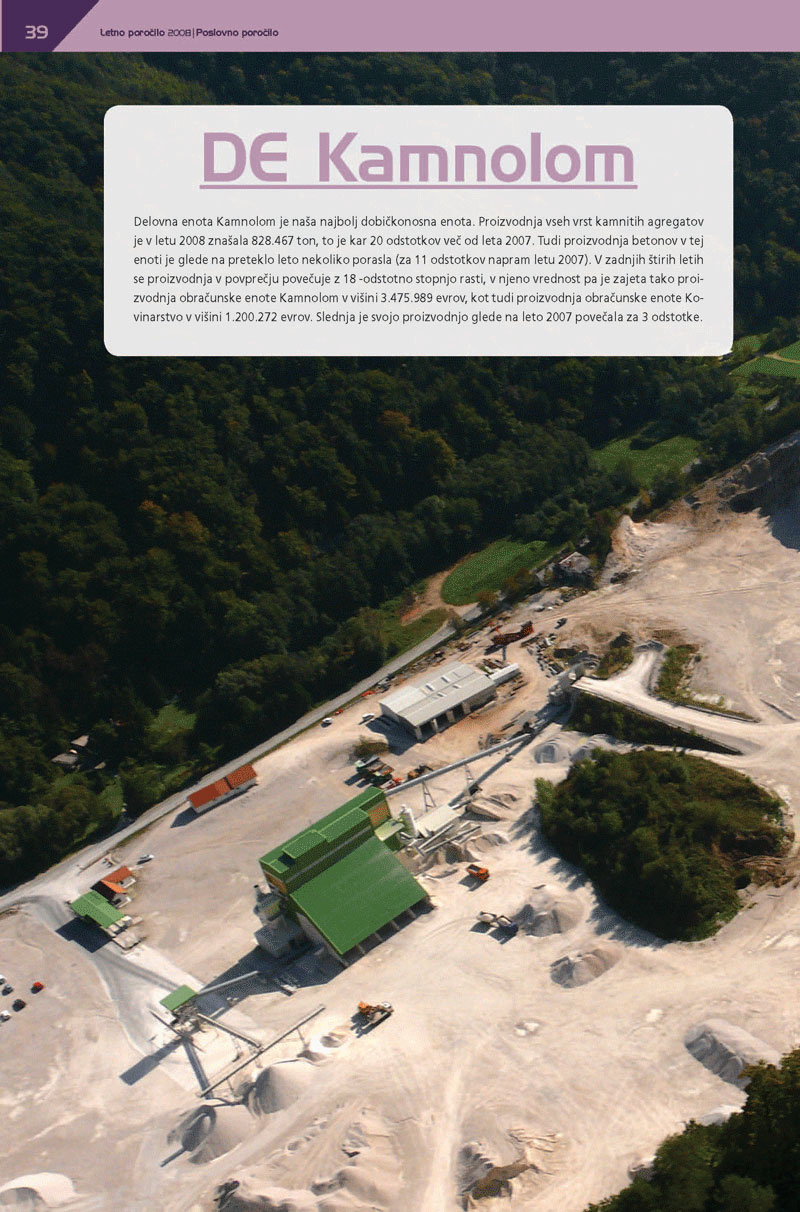 39
Letno poročilo 2008 | Poslovno poročilo
DE Kamnolom
Delovna enota Kamnolom je naša najbolj dobičkonosna enota. Proizvodnja vseh vrst kamnitih agregatov
je v letu 2008 znašala 828.467 ton, to je kar 20 odstotkov več od leta 2007. Tudi proizvodnja betonov v tej
enoti je glede na preteklo leto nekoliko porasla (za 11 odstotkov napram letu 2007). V zadnjih štirih letih
se proizvodnja v povprečju povečuje z 18 -odstotno stopnjo rasti, v njeno vrednost pa je zajeta tako proi-
zvodnja obračunske enote Kamnolom v višini 3.475.989 evrov, kot tudi proizvodnja obračunske enote Ko-
vinarstvo v višini 1.200.272 evrov. Slednja je svojo proizvodnjo glede na leto 2007 povečala za 3 odstotke.